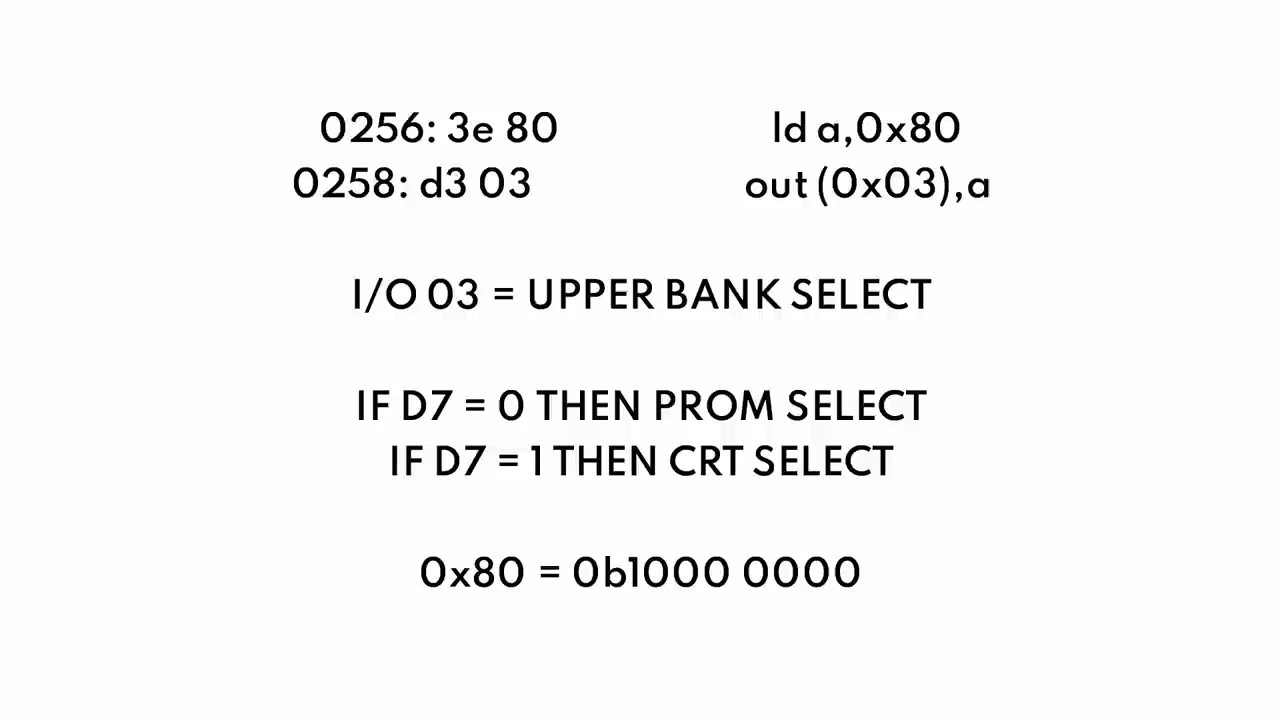 0256: 3e 80 ld a,0x80
0258: d3 03 out (0x03),a
I/O 03 = UPPER BANK SELECT
IF D7 = 0 THEN PROM SELECT
IF D7 = 1 THEN CRT SELECT
0x80 = 0b1000 0000